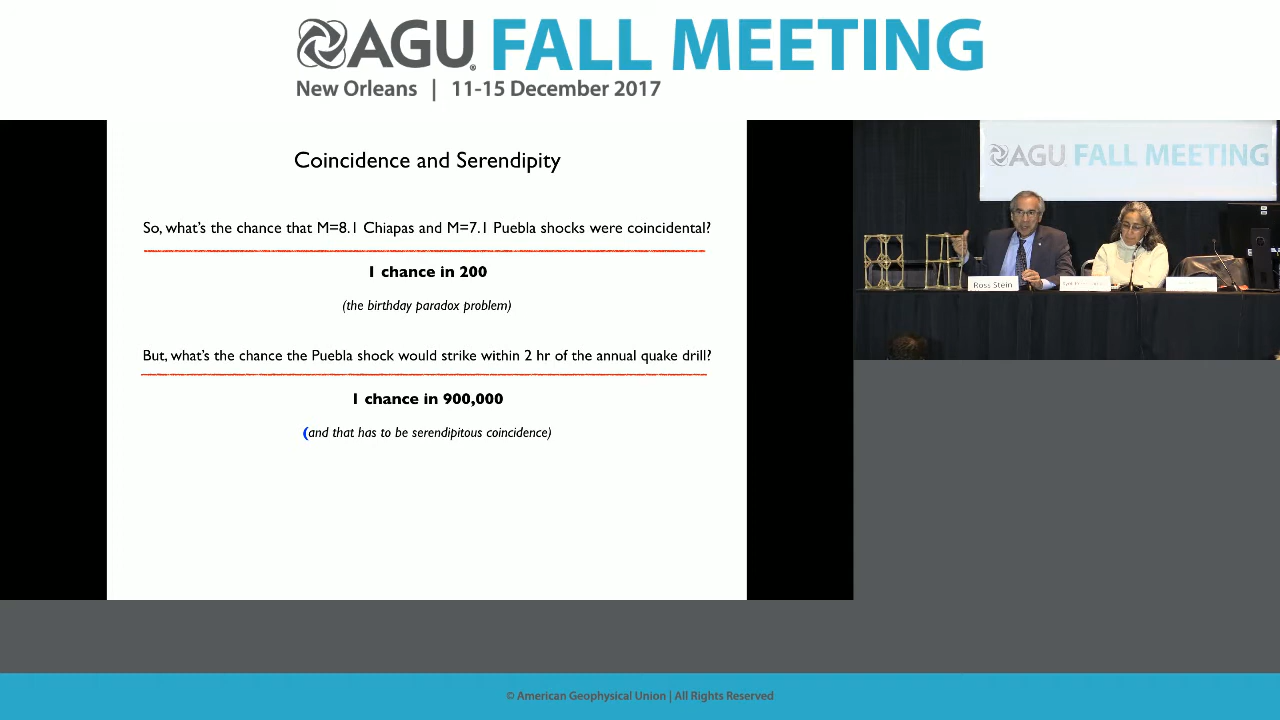 AGU FALL MEETING
New Orleans | 11-15 December 2017
Coincidence and Serendipity
So, what's the chance that M=8.1 Chiapas and M=7.1 Puebla shocks were coincidental?
1 chance in 200
(the birthday paradox problem)
But, what's the chance the Puebla shock would strike within 2 hr of the annual quake drill?
1 chance in 900,000
(and that has to be serendipitous coincidence)
AGU FALL MEETING
Ross Stein
© American Geophysical Union | All Rights Reserved